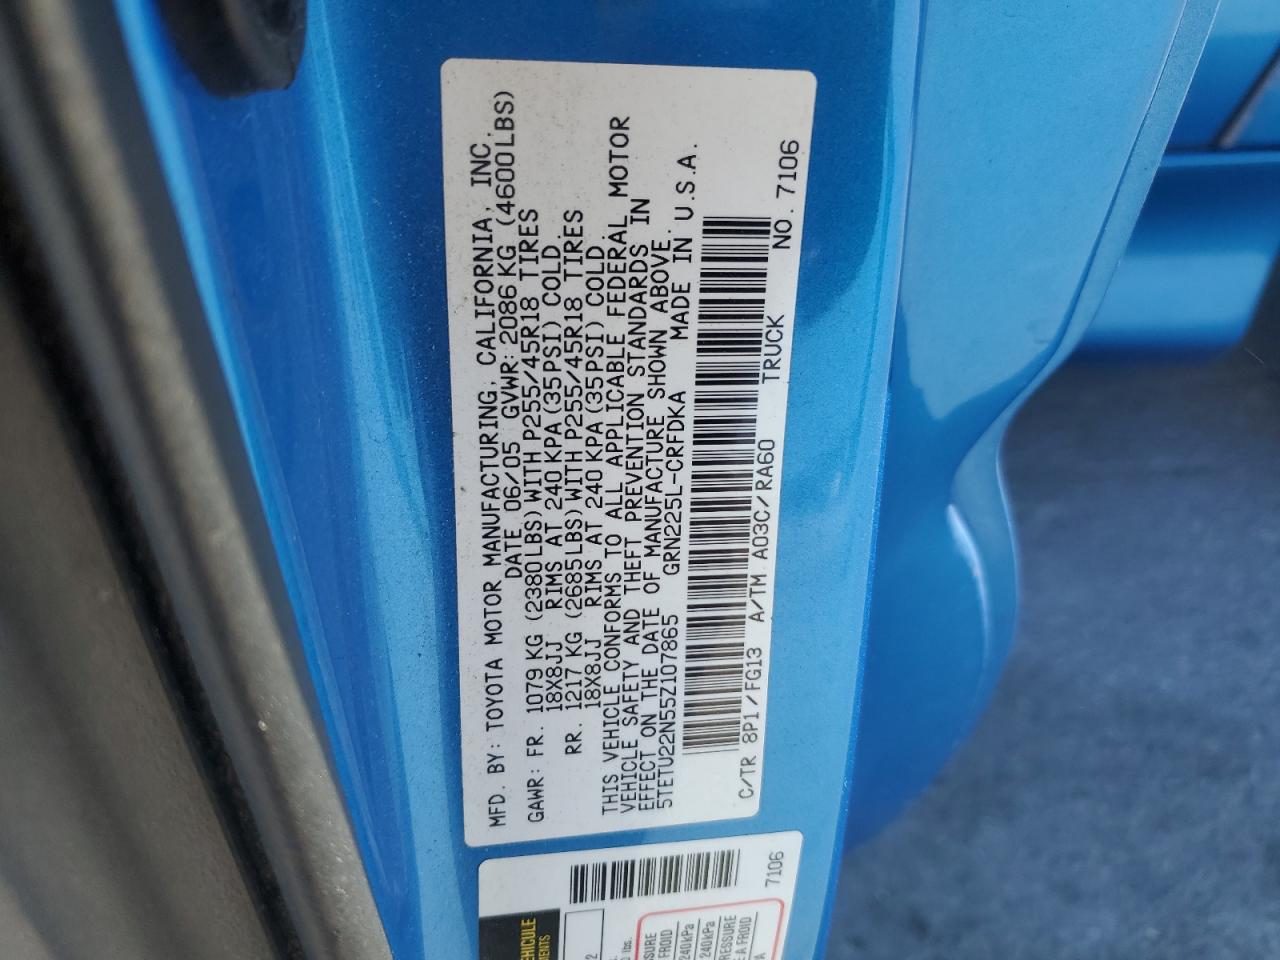 MFD. BY: TOYOTA MOTOR MANUFACTURING, CALIFORNIA, INC.
DATE 06/05 GVWR: 2086 KG (4600LBS)
GAWR: FR. 1079 KG (2380LBS) WITH P255/45R18 TIRES
18X8JJ RIMS AT 240 KPA (35PSI) COLD
RR. 1217 KG (2685LBS) WITH P255/45R18 TIRES
18X8JJ RIMS AT 240 KPA (35PSI) COLD.
THIS VEHICLE CONFORMS TO ALL APPLICABLE FEDERAL MOTOR
VEHICLE SAFETY AND THEFT PREVENTION STANDARDS IN
EFFECT ON THE DATE OF MANUFACTURE SHOWN ABOVE.
5TETU22N55Z107865 GRN225L-CRFDKA MADE IN U.S.A.
C/TR 8P1/FG13 A/TM A03C/RA60 TRUCK NO. 7106
7106
240kPa
240kPa